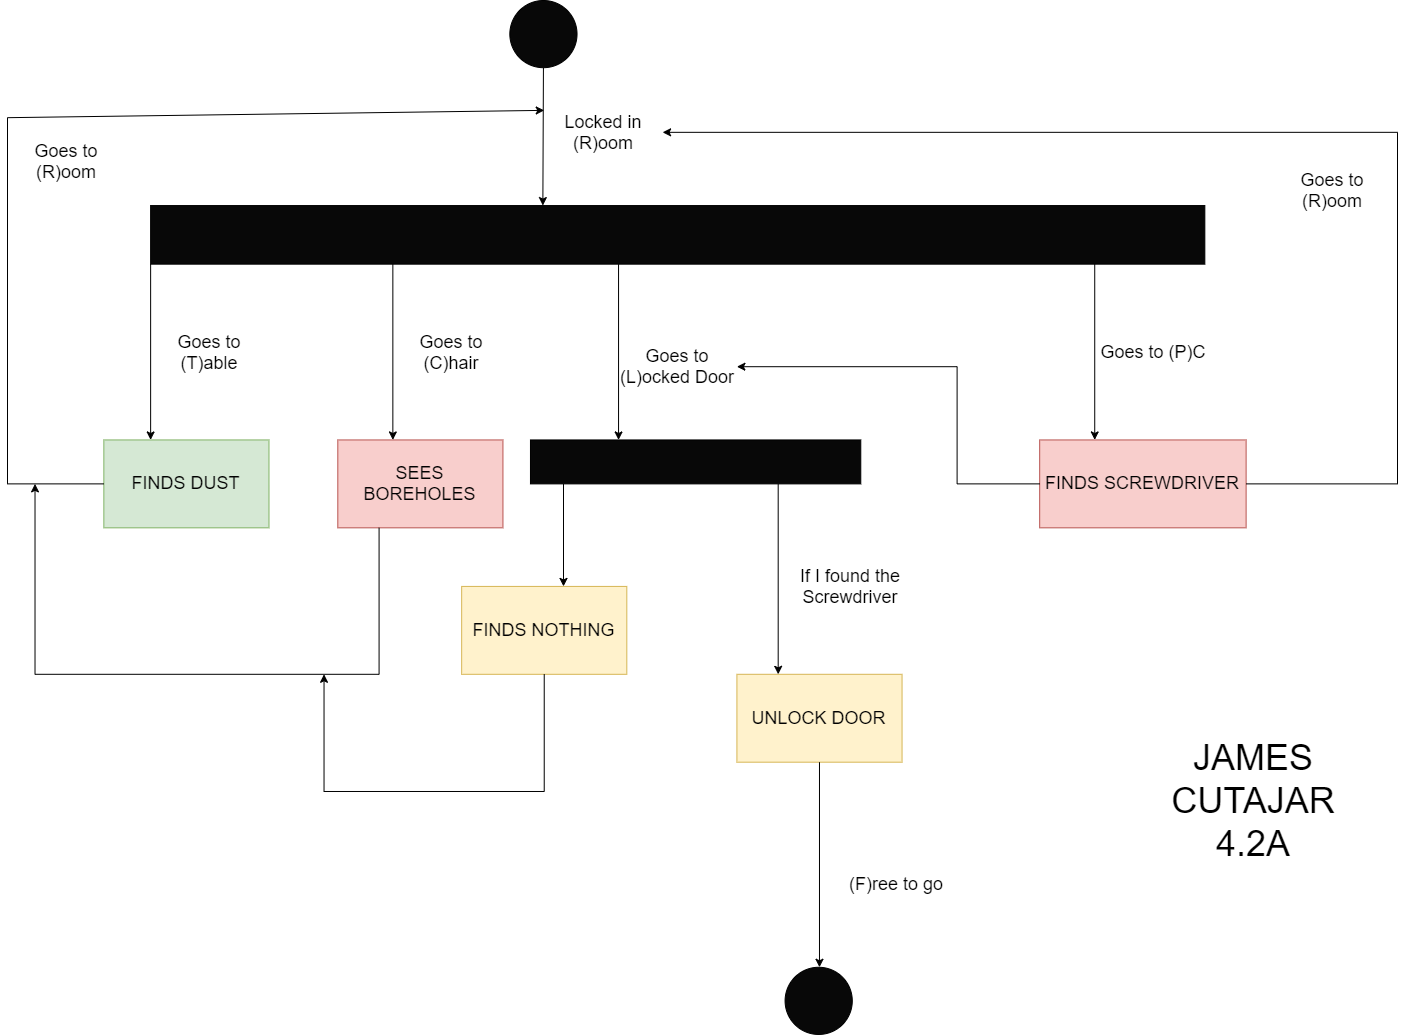 Locked in
(R)oom
Goes to
(R)oom
Goes to
(R)oom
Goes to
(T)able
Goes to
(C)hair
Goes to
(L)ocked Door
Goes to (P)C
FINDS DUST
SEES
BOREHOLES
FINDS SCREWDRIVER
If I found the
Screwdriver
FINDS NOTHING
UNLOCK DOOR
JAMES
CUTAJAR
4.2A
(F)ree to go